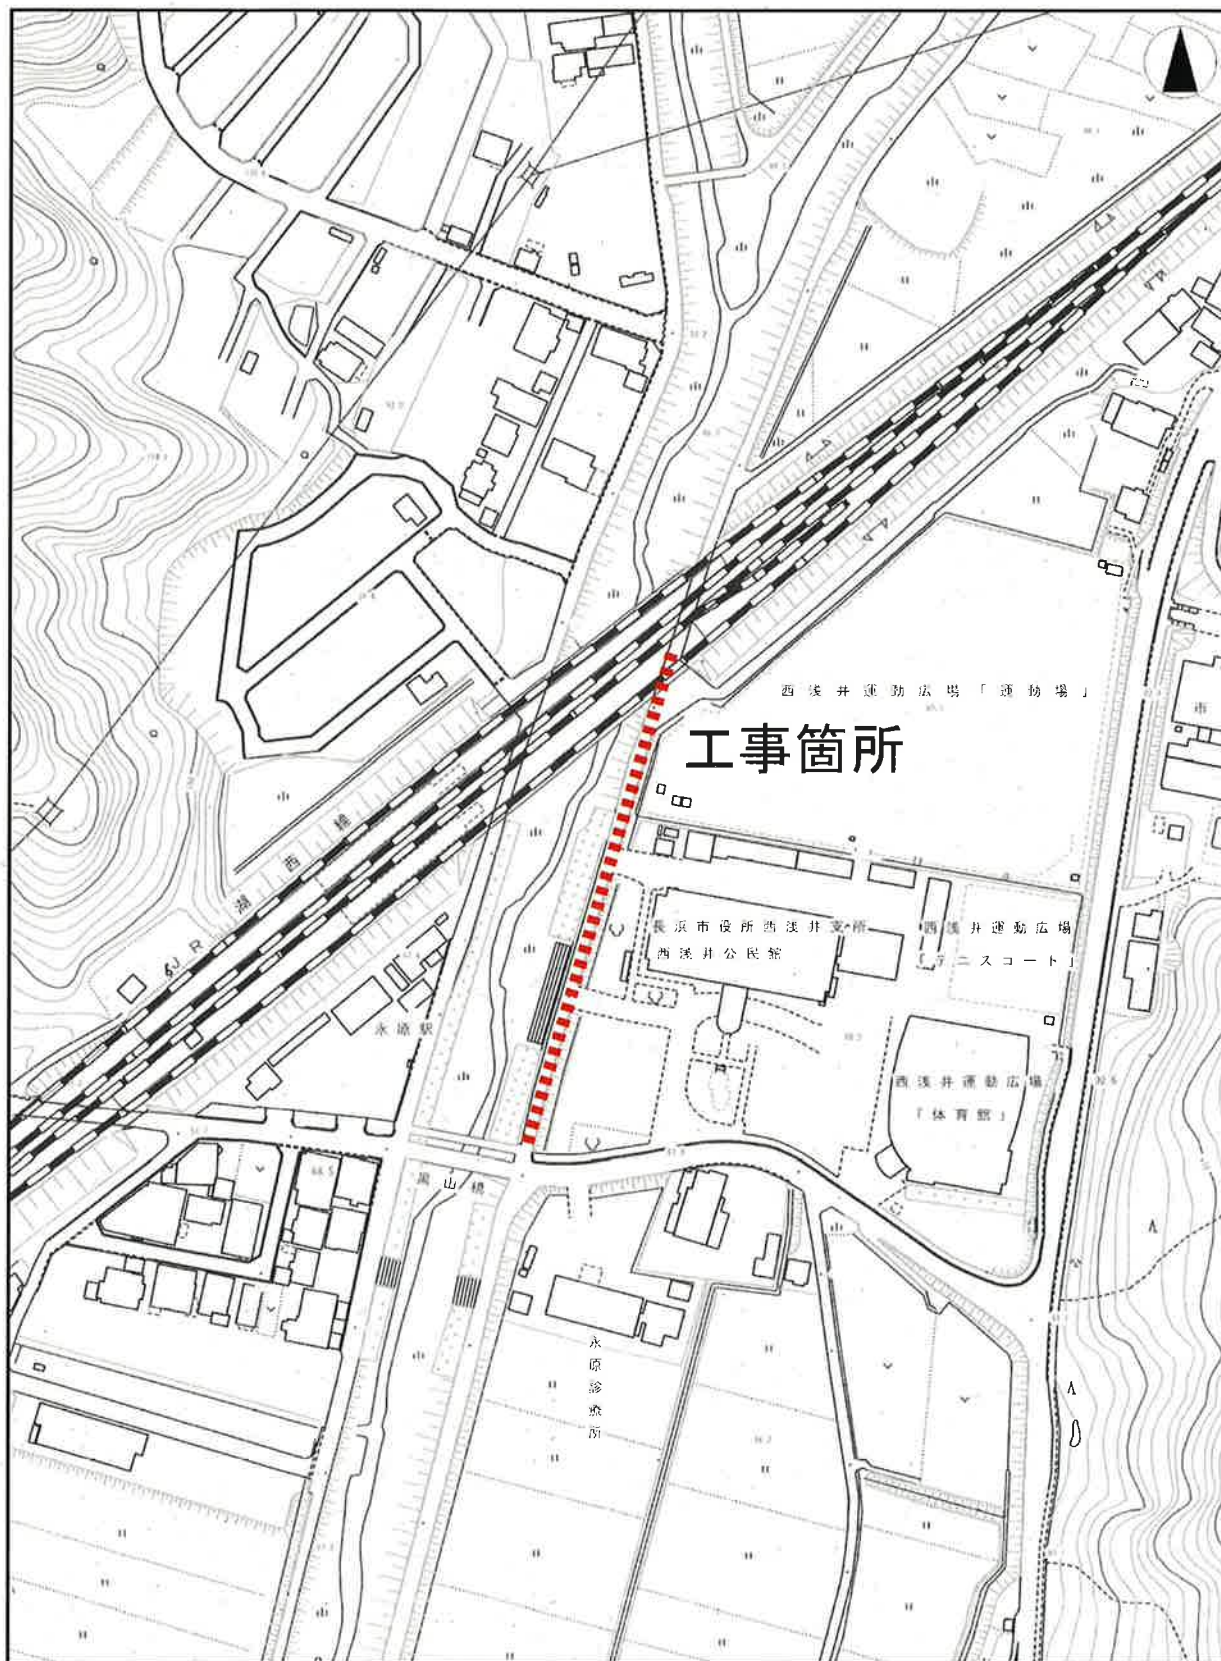 西浅井運動広場「運動場」
工事箇所
市
JR湖西線
長浜市役所西浅井支所
西浅井公民館
西浅井運動広場
「テニスコート」
永原駅
西浅井運動広場
「体育館」
黒山橋
永原診療所